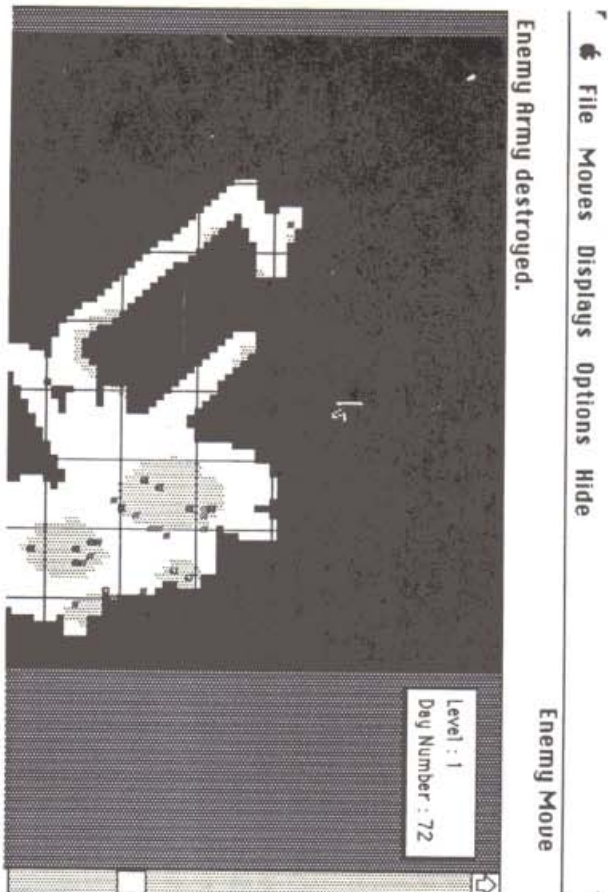 File Moves Displays Options Hide
Enemy Move
Enemy Army destroyed.
Level : 1
Day Number : 72